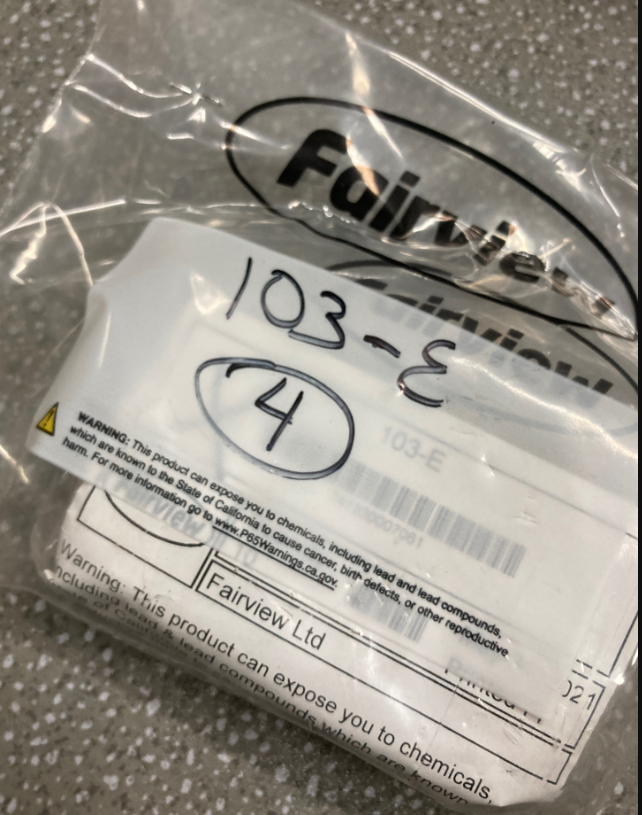 Fairview
Fairview
103-E
4
103-E
WARNING: This product can expose you to chemicals, including lead and lead compounds,
which are known to the State of California to cause cancer, birth defects, or other reproductive
harm. For more information go to www.P65Warnings.ca.gov.
Fairview
Fairview Ltd
Printed
021
Warning: This product can expose you to chemicals,
including lead & lead compounds which are known